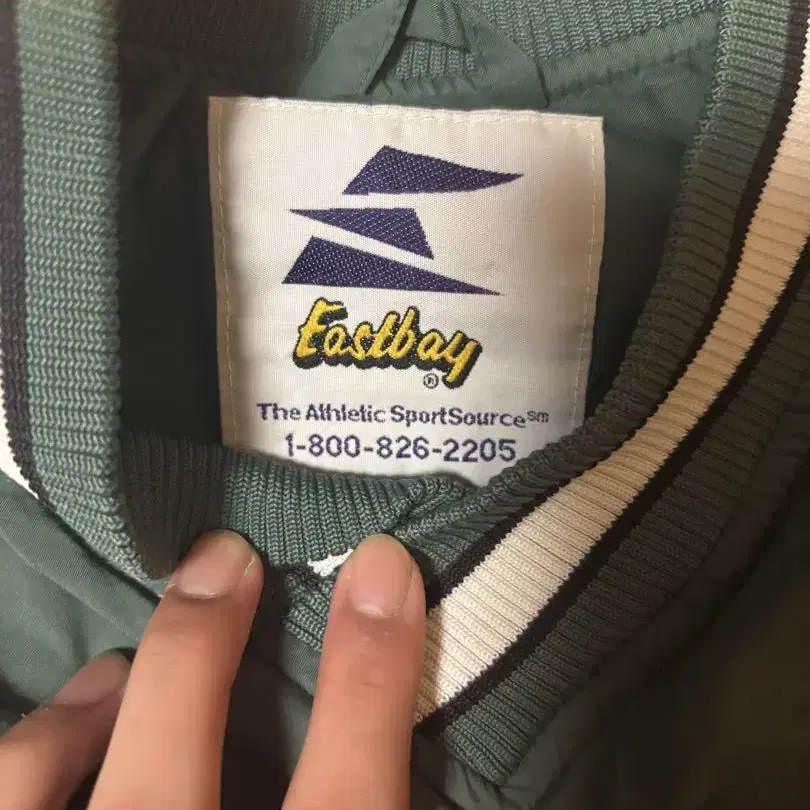 Eastbay®
The Athletic SportSource℠
1-800-826-2205